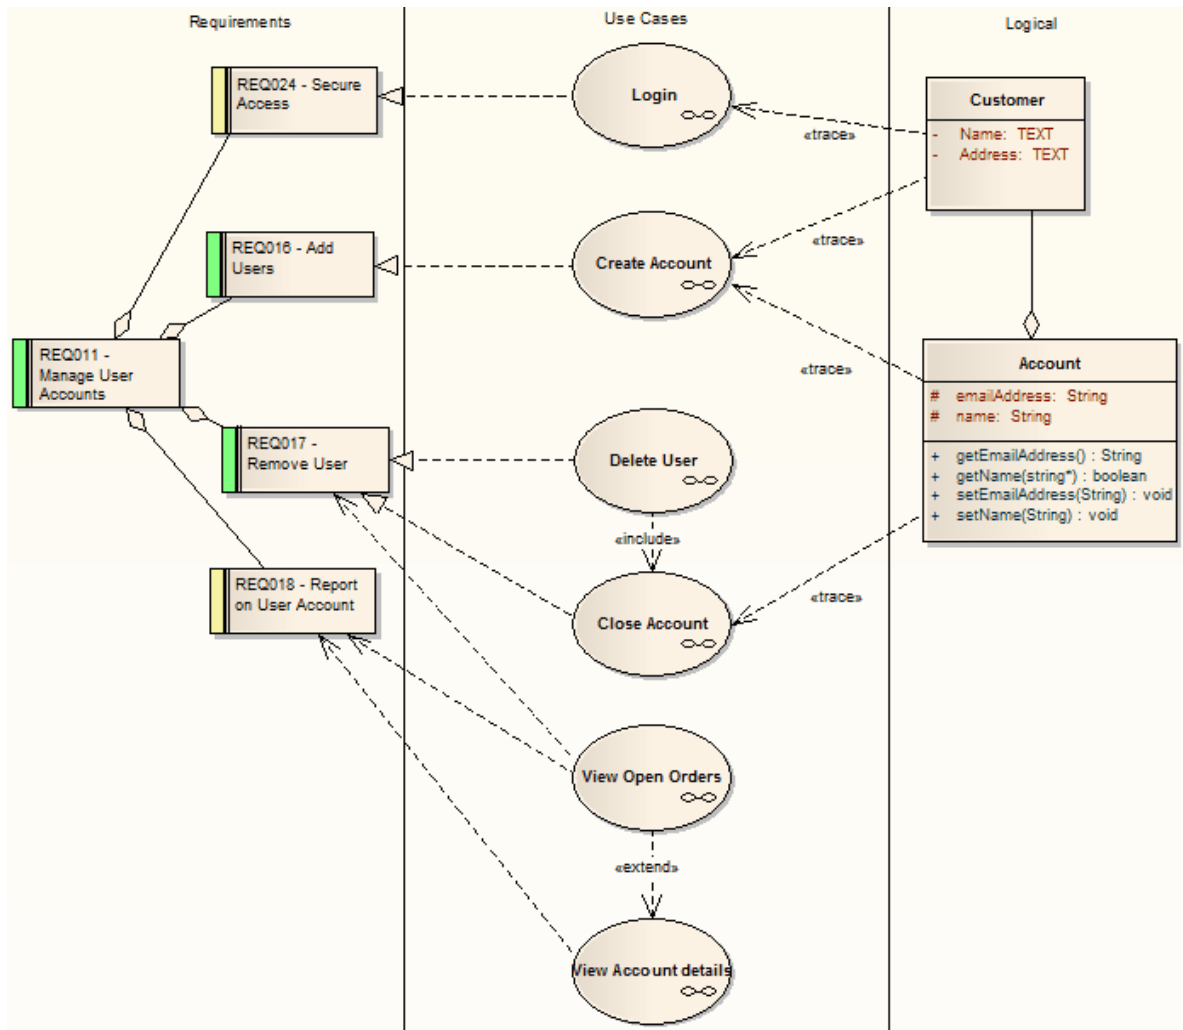 Requirements
Use Cases
Logical
REQ024 - Secure
Access
Login
«trace»
Customer
- Name: TEXT
- Address: TEXT
REQ016 - Add
Users
Create Account
«trace»
REQ011 -
Manage User
Accounts
«trace»
Account
# emailAddress: String
# name: String
+ getEmailAddress() : String
+ getName(string*) : boolean
+ setEmailAddress(String) : void
+ setName(String) : void
REQ017 -
Remove User
Delete User
«include»
REQ018 - Report
on User Account
Close Account
«trace»
View Open Orders
«extend»
View Account details